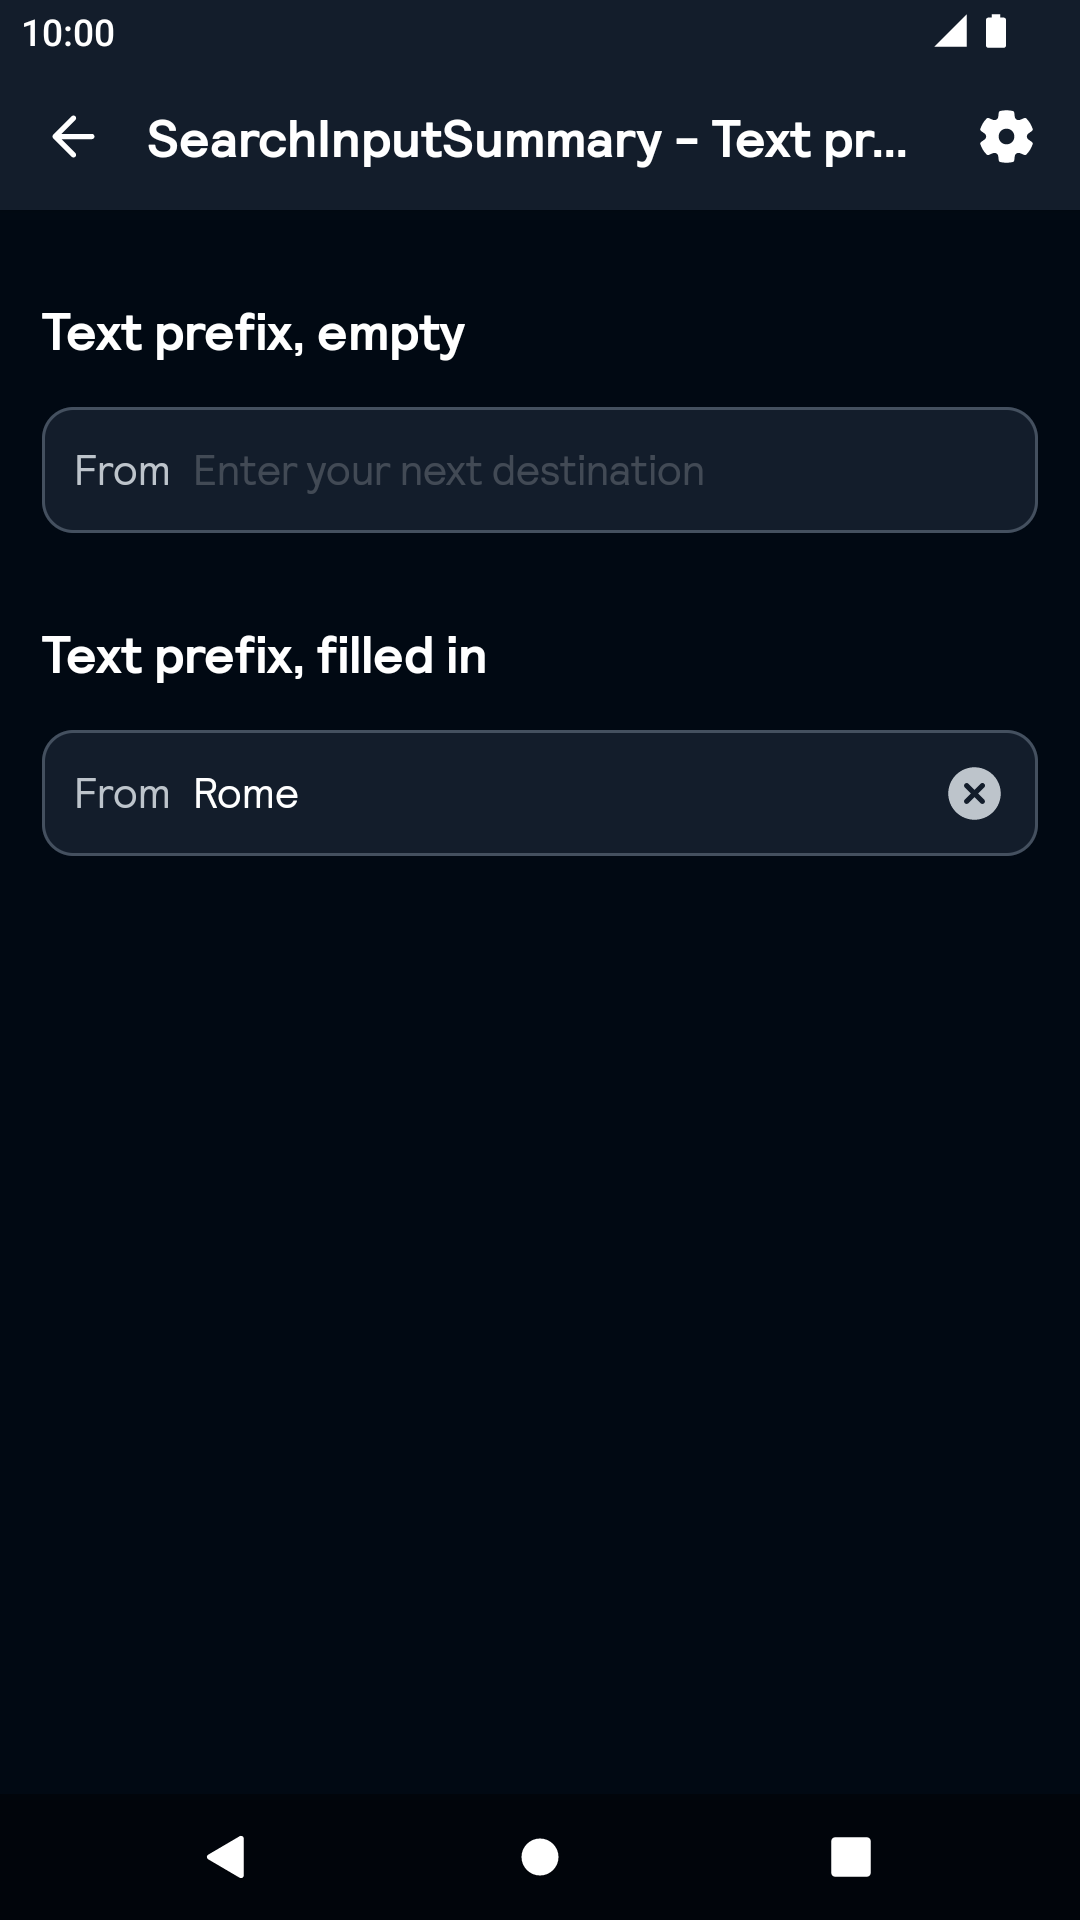 10:00
SearchInputSummary - Text pr...
Text prefix, empty
From Enter your next destination
Text prefix, filled in
From Rome